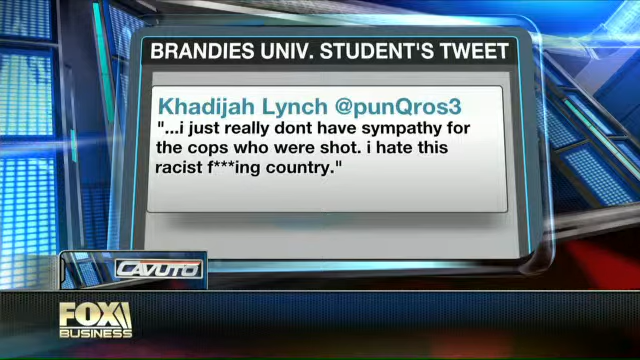 BRANDIES UNIV. STUDENT'S TWEET
Khadijah Lynch @punQros3
"...i just really dont have sympathy for
the cops who were shot. i hate this
racist f***ing country."
CAVUTO
FOX
BUSINESS